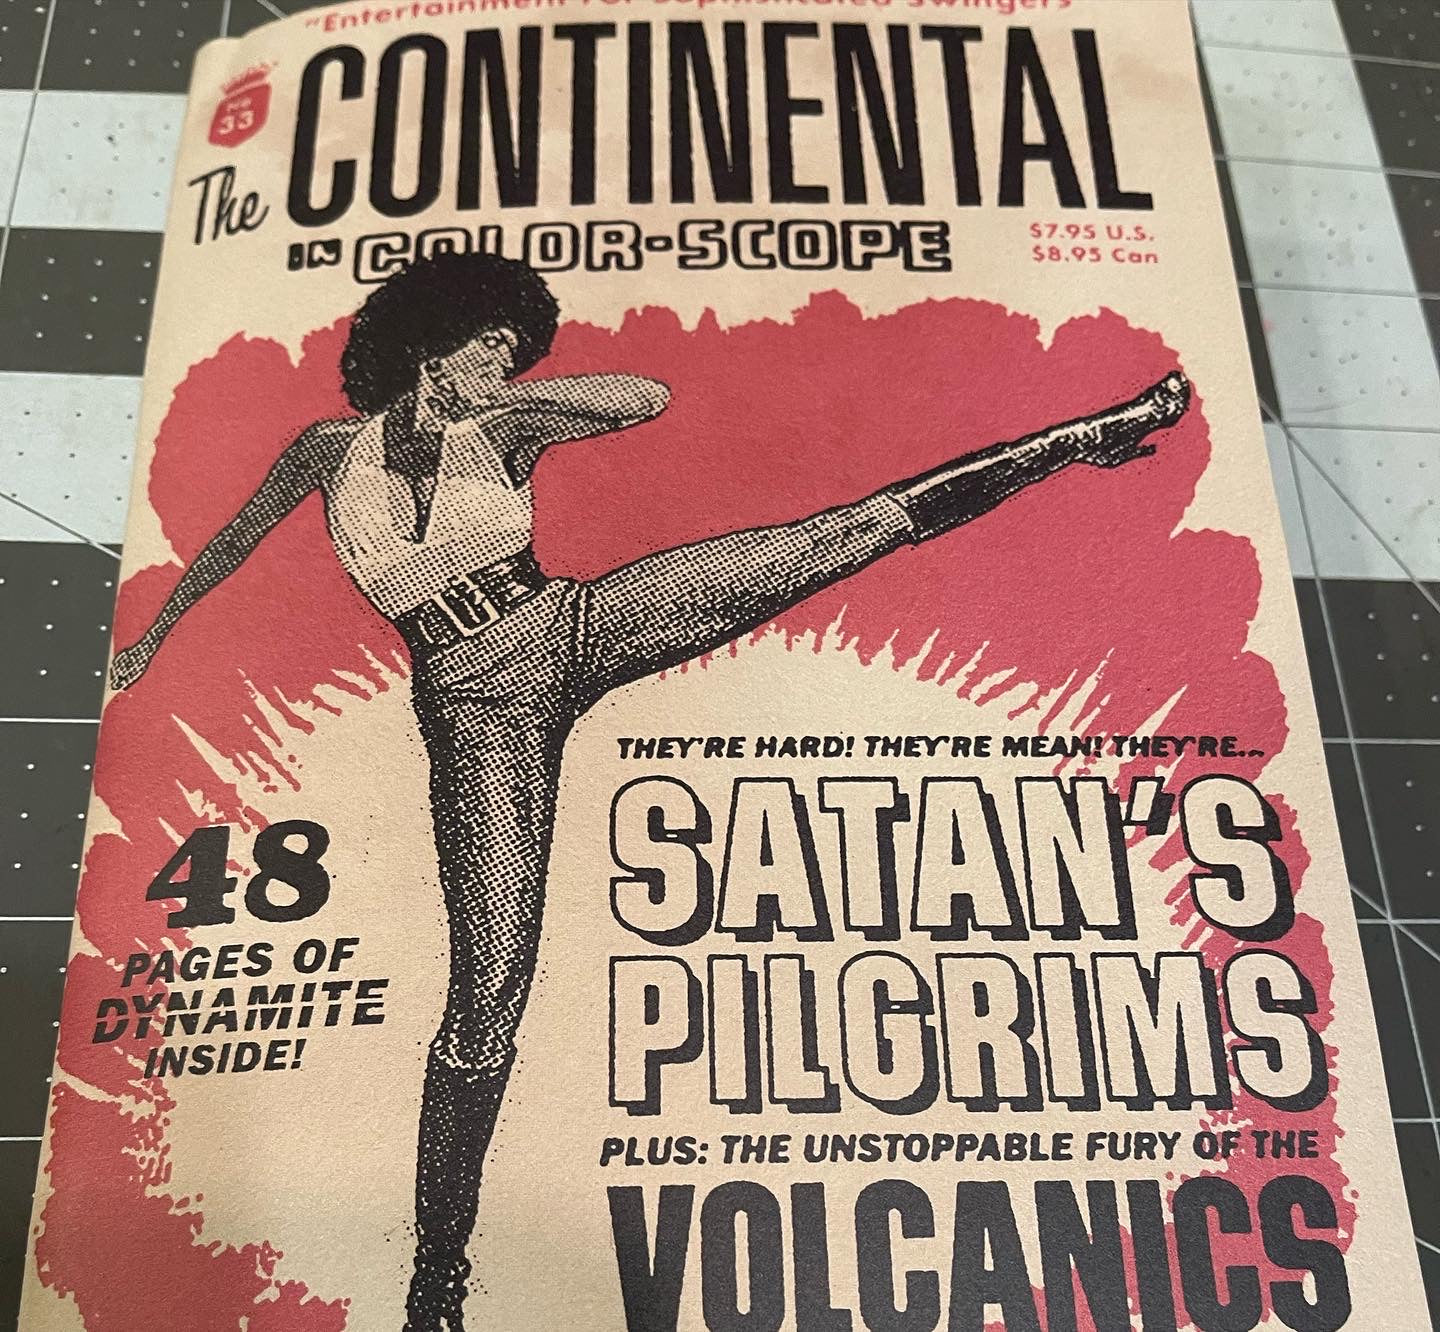 "Entertainment For Sophisticated Swingers"
No
33
The CONTINENTAL
IN COLOR-SCOPE
$7.95 U.S.
$8.95 Can
THEY'RE HARD! THEY'RE MEAN! THEY'RE...
SATAN'S
PILGRIMS
48
PAGES OF
DYNAMITE
INSIDE!
PLUS: THE UNSTOPPABLE FURY OF THE
VOLCANICS